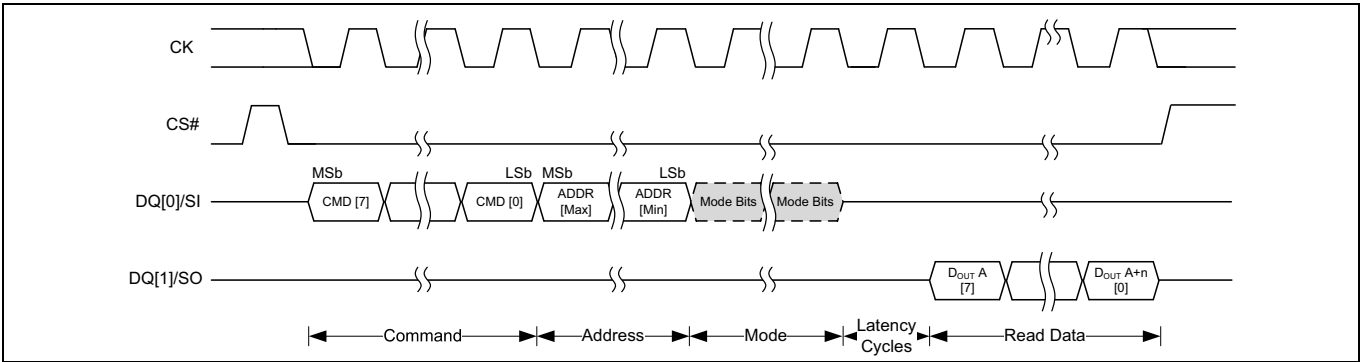 CK
CS#
MSb LSb MSb LSb
DQ[0]/SI CMD [7] CMD [0] ADDR [Max] ADDR [Min] Mode Bits Mode Bits
DQ[1]/SO DOUT A [7] DOUT A+n [0]
Command Address Mode Latency Cycles Read Data